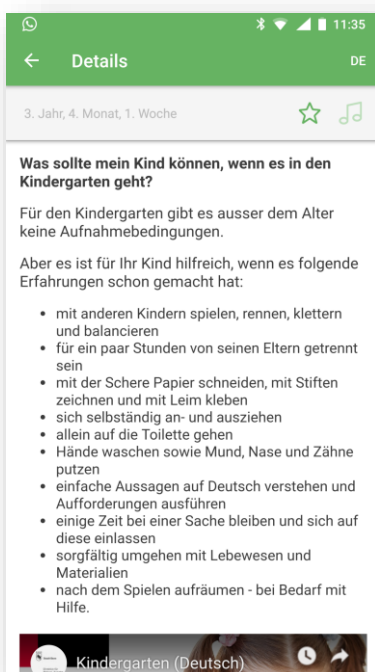 11:35
Details
DE
3. Jahr, 4. Monat, 1. Woche
Was sollte mein Kind können, wenn es in den
Kindergarten geht?
Für den Kindergarten gibt es ausser dem Alter
keine Aufnahmebedingungen.
Aber es ist für Ihr Kind hilfreich, wenn es folgende
Erfahrungen schon gemacht hat:
• mit anderen Kindern spielen, rennen, klettern
und balancieren
• für ein paar Stunden von seinen Eltern getrennt
sein
• mit der Schere Papier schneiden, mit Stiften
zeichnen und mit Leim kleben
• sich selbständig an- und ausziehen
• allein auf die Toilette gehen
• Hände waschen sowie Mund, Nase und Zähne
putzen
• einfache Aussagen auf Deutsch verstehen und
Aufforderungen ausführen
• einige Zeit bei einer Sache bleiben und sich auf
diese einlassen
• sorgfältig umgehen mit Lebewesen und
Materialien
• nach dem Spielen aufräumen - bei Bedarf mit
Hilfe.
Kindergarten (Deutsch)